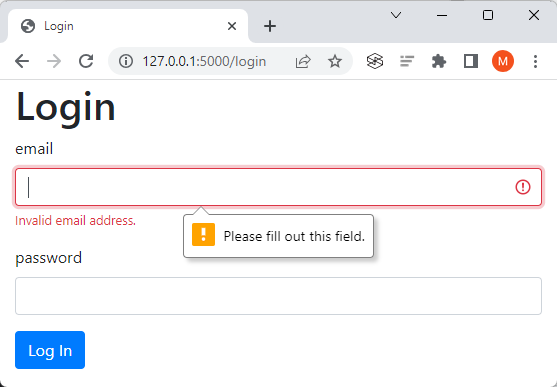 Login
127.0.0.1:5000/login
M
Login
email
Invalid email address.
Please fill out this field.
password
Log In